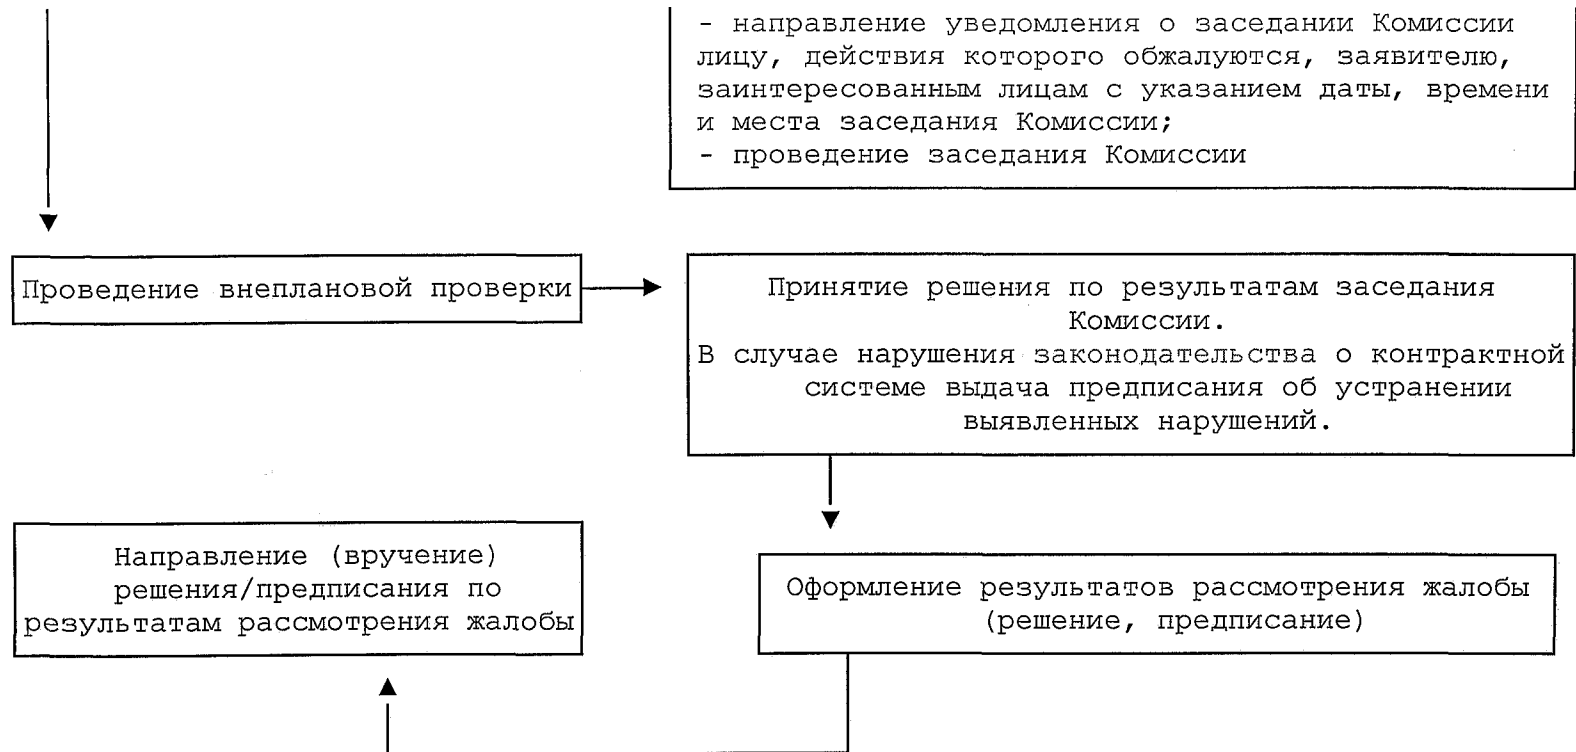 - направление уведомления о заседании Комиссии
лицу, действия которого обжалуются, заявителю,
заинтересованным лицам с указанием даты, времени
и места заседания Комиссии;
- проведение заседания Комиссии
Проведение внеплановой проверки
Принятие решения по результатам заседания
Комиссии.
В случае нарушения законодательства о контрактной
системе выдача предписания об устранении
выявленных нарушений.
Направление (вручение)
решения/предписания по
результатам рассмотрения жалобы
Оформление результатов рассмотрения жалобы
(решение, предписание)